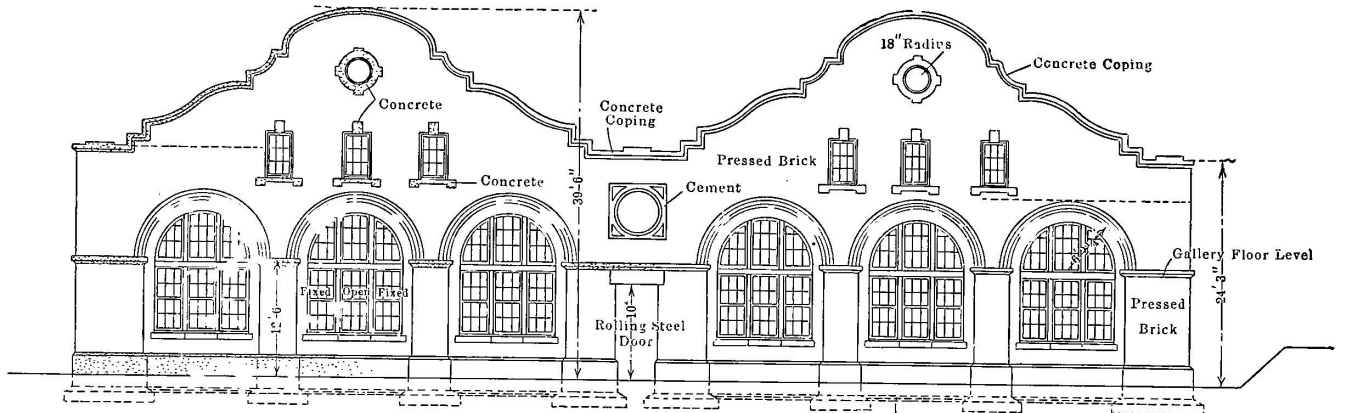 18" Radius
Concrete Coping
Concrete
Concrete
Coping
Pressed Brick
Concrete
39'-6"
Cement
Gallery Floor Level
Fixed Open Fixed
12'-6"
10'
Rolling Steel
Door
Pressed
Brick
24'-3"